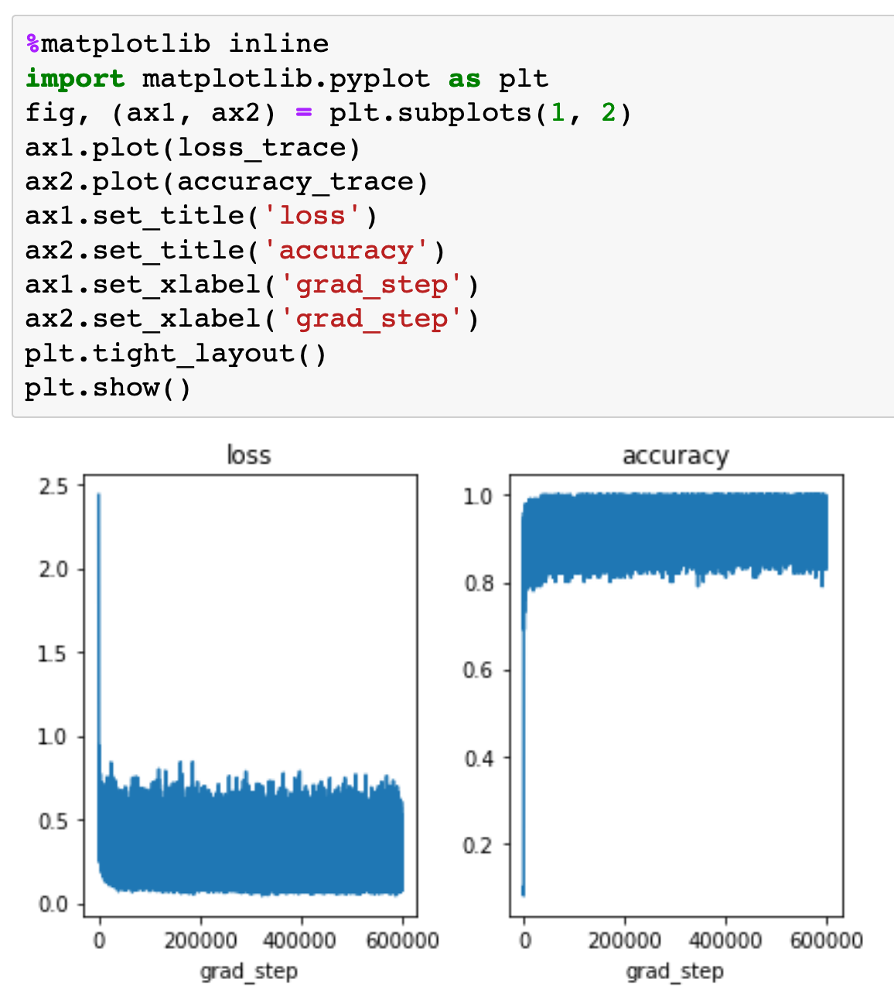 %matplotlib inline
import matplotlib.pyplot as plt
fig, (ax1, ax2) = plt.subplots(1, 2)
ax1.plot(loss_trace)
ax2.plot(accuracy_trace)
ax1.set_title('loss')
ax2.set_title('accuracy')
ax1.set_xlabel('grad_step')
ax2.set_xlabel('grad_step')
plt.tight_layout()
plt.show()
loss
2.5
2.0
1.5
1.0
0.5
0.0
0 200000 400000 600000
grad_step
accuracy
1.0
0.8
0.6
0.4
0.2
0 200000 400000 600000
grad_step